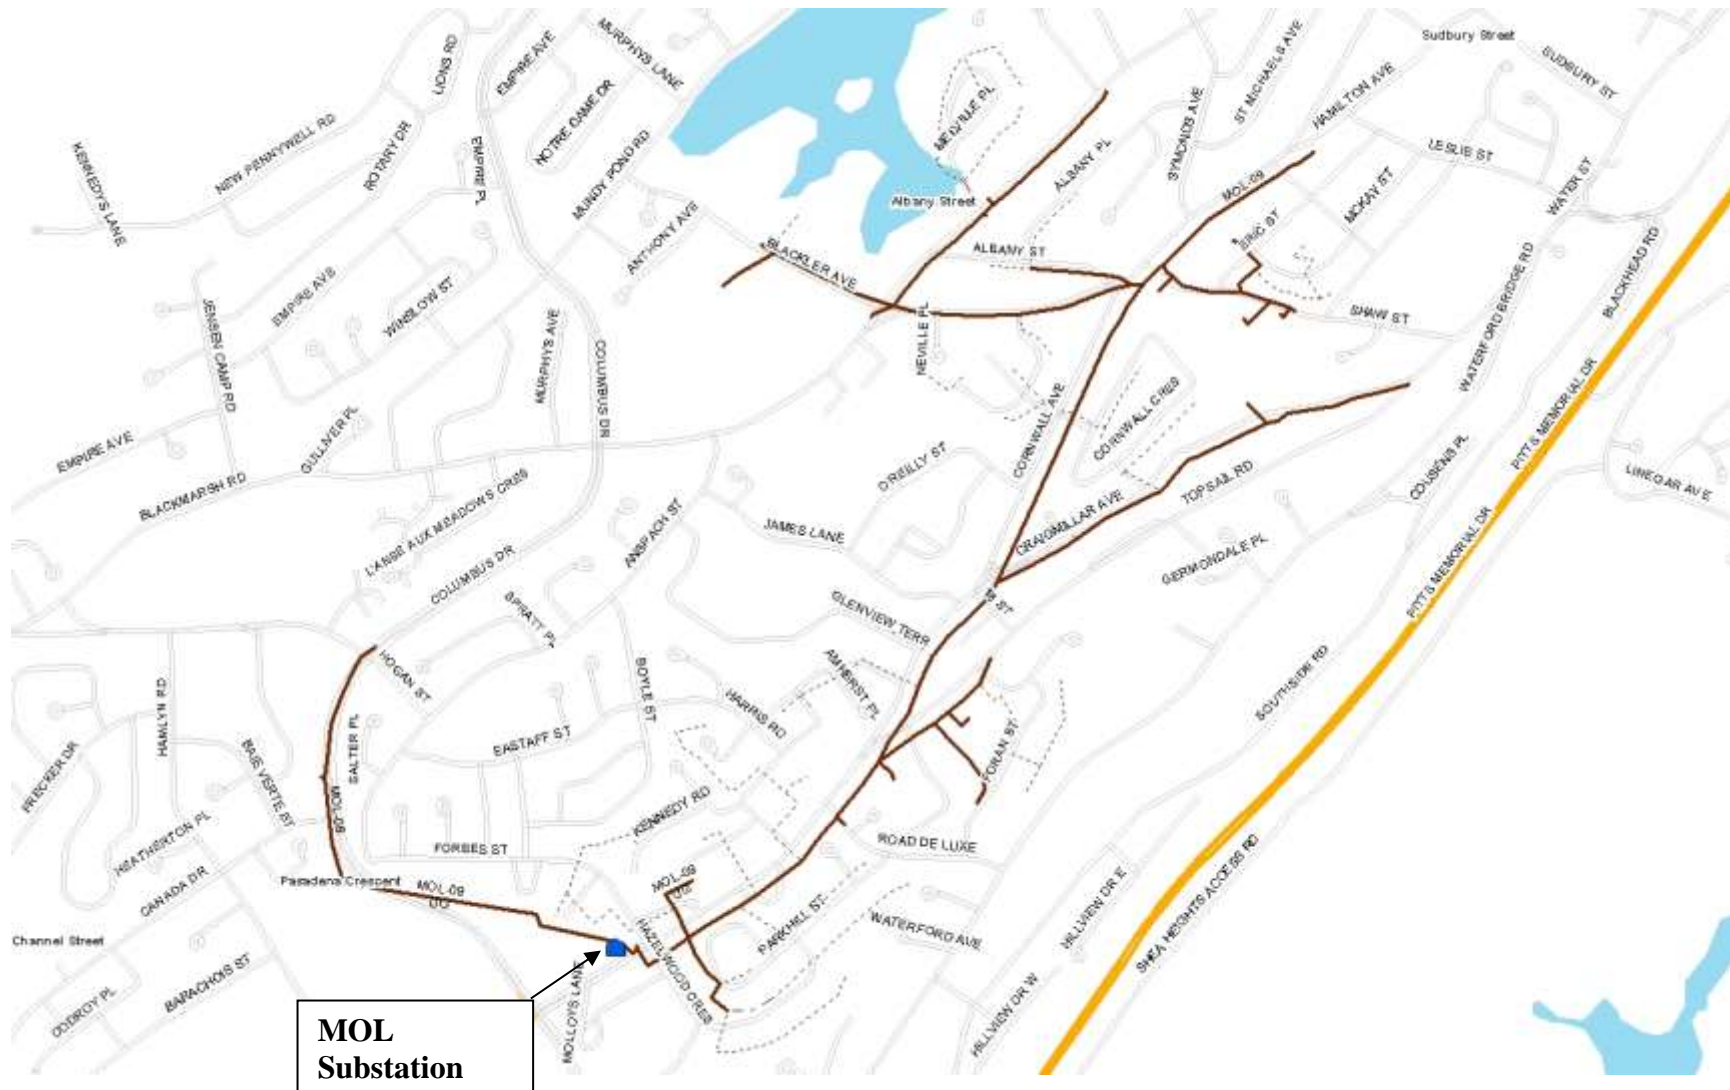 MURPHYS LANE
LIONS RD
EMPIRE AVE
Sudbury Street
SUDBURY ST
ST MICHAELS AVE
HAMILTON AVE
NOTRE DAME DR
MELVILLE PL
KENNEDYS LANE
NEW PENNYWELL RD
ROTARY DR
EMPIRE PL
MUNDY POND RD
ALBANY PL
SYMONDS AVE
LESLIE ST
MCKAY ST
WATER ST
MOL-09
Albany Street
ANTHONY AVE
ERIC ST
BLACKLER AVE
ALBANY ST
BLACKHEAD RD
WATERFORD BRIDGE RD
EMPIRE AVE
WINSLOW ST
JENSEN CAMP RD
MURPHYS AVE
COLUMBUS DR
NEVILLE PL
SHAW ST
CORNWALL AVE
CORNWALL CRES
PITTS MEMORIAL DR
GULLIVER PL
EMPIRE AVE
BLACKMARSH RD
L'ANSE AUX MEADOWS CRES
O'REILLY ST
TOPSAIL RD
COUSENS PL
LINEGAR AVE
ANSPACH ST
JAMES LANE
CRAIGMILLAR AVE
GERMONDALE PL
PITTS MEMORIAL DR
COLUMBUS DR
SPRATT PL
GLENVIEW TERR
ST
HOGAN ST
BOYLE ST
AMHERST PL
HARRIS RD
SOUTHSIDE RD
HAMLYN RD
SALTER PL
EASTAFF ST
FORAN ST
FRECKER DR
BAIE VERTE ST
MOL-09
KENNEDY RD
HEATHERTON PL
FORBES ST
ROAD DE LUXE
CANADA DR
Pasadena Crescent
MOL-09
UG
MOL-09
UG
PARKHILL ST
WATERFORD AVE
HILLVIEW DR E
SHEA HEIGHTS ACCESS RD
Channel Street
HAZELWOOD CRES
CODROY PL
BARACHOIS ST
MOLLOYS LANE
HILLVIEW DR W
MOL
Substation